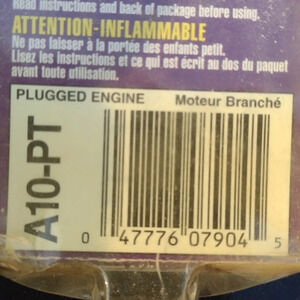 Read instructions and back of package before using.
ATTENTION-INFLAMMABLE
Ne pas laisser à la portée des enfants petit.
Lisez les instructions et ce qui est écrit au dos du paquet
avant toute utilisation.
PLUGGED ENGINE Moteur Branché
A10-PT
0 47776 07904 5